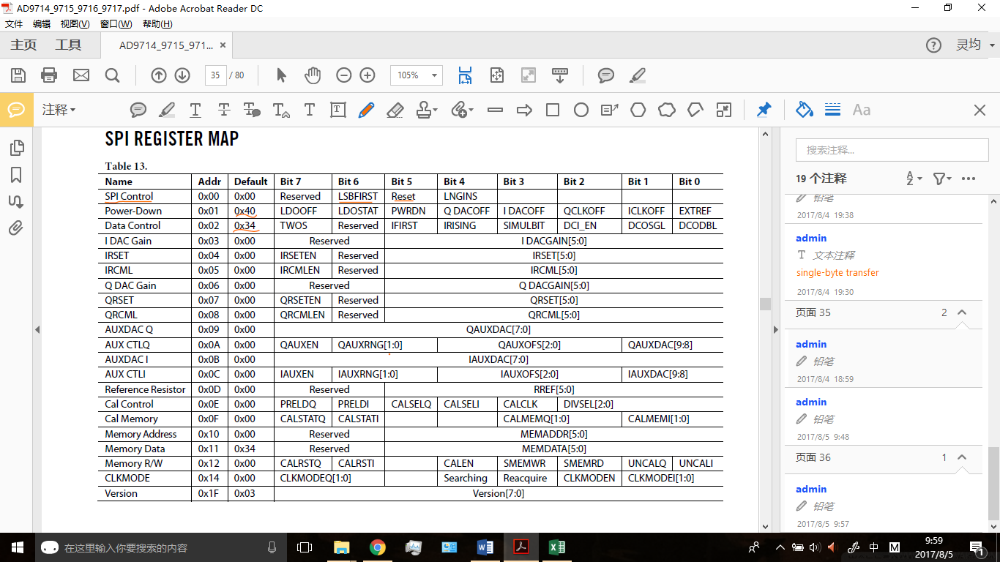 AD9714_9715_9716_9717.pdf - Adobe Acrobat Reader DC
文件 编辑 视图(V) 窗口(W) 帮助(H)
主页 工具 AD9714_9715_971... × 灵均
35 / 80 105%
注释 Aa
SPI REGISTER MAP
Table 13.
Name Addr Default Bit 7 Bit 6 Bit 5 Bit 4 Bit 3 Bit 2 Bit 1 Bit 0
SPI Control 0x00 0x00 Reserved LSBFIRST Reset LNGINS
Power-Down 0x01 0x40 LDOOFF LDOSTAT PWRDN Q DACOFF I DACOFF QCLKOFF ICLKOFF EXTREF
Data Control 0x02 0x34 TWOS Reserved IFIRST IRISING SIMULBIT DCI_EN DCOSGL DCODBL
I DAC Gain 0x03 0x00 Reserved I DACGAIN[5:0]
IRSET 0x04 0x00 IRSETEN Reserved IRSET[5:0]
IRCML 0x05 0x00 IRCMLEN Reserved IRCML[5:0]
Q DAC Gain 0x06 0x00 Reserved Q DACGAIN[5:0]
QRSET 0x07 0x00 QRSETEN Reserved QRSET[5:0]
QRCML 0x08 0x00 QRCMLEN Reserved QRCML[5:0]
AUXDAC Q 0x09 0x00 QAUXDAC[7:0]
AUX CTLQ 0x0A 0x00 QAUXEN QAUXRNG[1:0] QAUXOFS[2:0] QAUXDAC[9:8]
AUXDAC I 0x0B 0x00 IAUXDAC[7:0]
AUX CTLI 0x0C 0x00 IAUXEN IAUXRNG[1:0] IAUXOFS[2:0] IAUXDAC[9:8]
Reference Resistor 0x0D 0x00 Reserved RREF[5:0]
Cal Control 0x0E 0x00 PRELDQ PRELDI CALSELQ CALSELI CALCLK DIVSEL[2:0]
Cal Memory 0x0F 0x00 CALSTATQ CALSTATI CALMEMQ[1:0] CALMEMI[1:0]
Memory Address 0x10 0x00 Reserved MEMADDR[5:0]
Memory Data 0x11 0x34 Reserved MEMDATA[5:0]
Memory R/W 0x12 0x00 CALRSTQ CALRSTI CALEN SMEMWR SMEMRD UNCALQ UNCALI
CLKMODE 0x14 0x00 CLKMODEQ[1:0] Searching Reacquire CLKMODEN CLKMODEI[1:0]
Version 0x1F 0x03 Version[7:0]
搜索注释...
19 个注释
铅笔
2017/8/4 19:38
admin
文本注释
single-byte transfer
2017/8/4 19:30
页面 35 2
admin
铅笔
2017/8/4 18:59
admin
铅笔
2017/8/5 9:48
页面 36 1
admin
铅笔
2017/8/5 9:57
在这里输入你要搜索的内容
中 M
9:59
2017/8/5
1